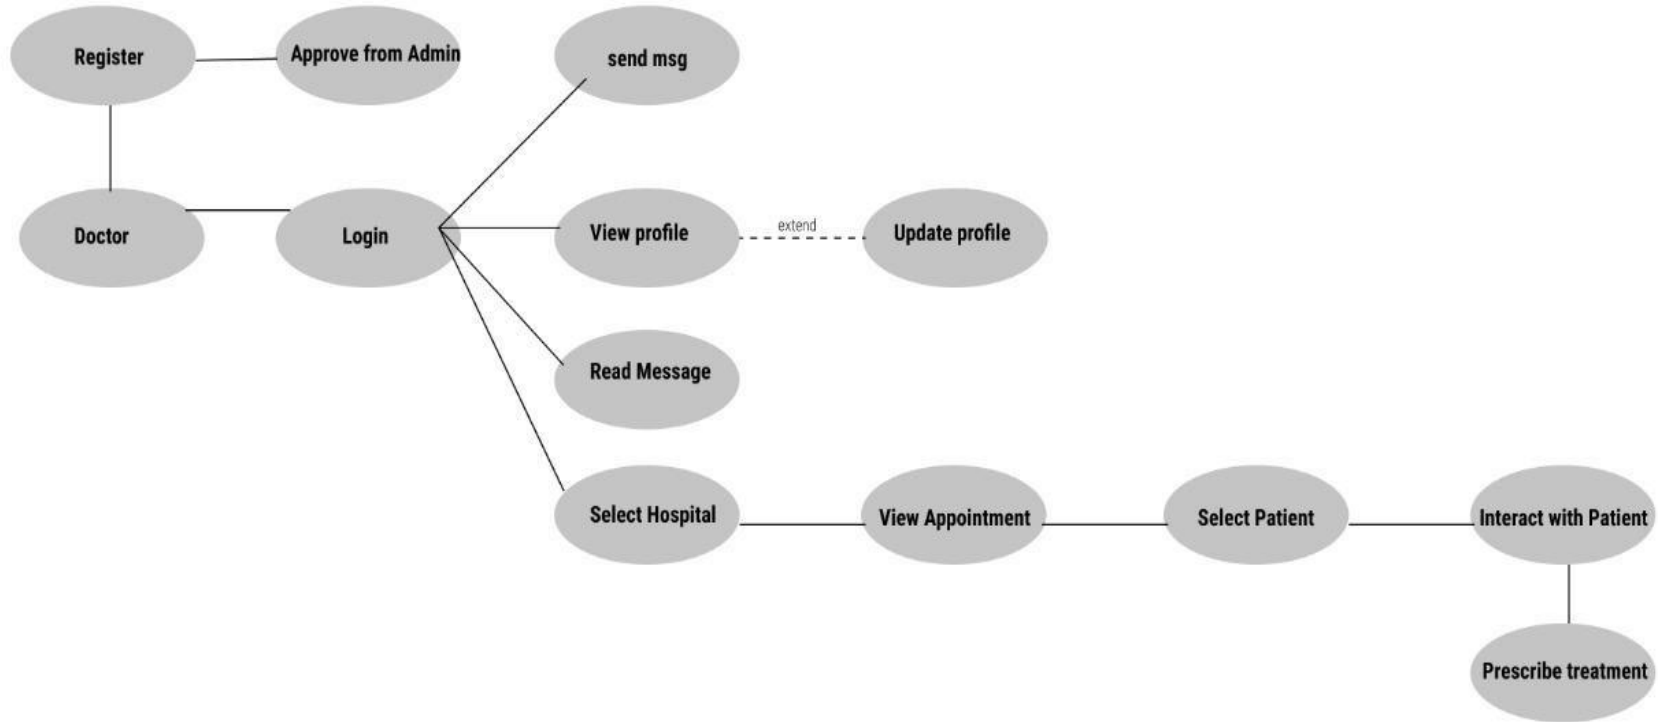 Register
Approve from Admin
send msg
Doctor
Login
View profile
extend
Update profile
Read Message
Select Hospital
View Appointment
Select Patient
Interact with Patient
Prescribe treatment